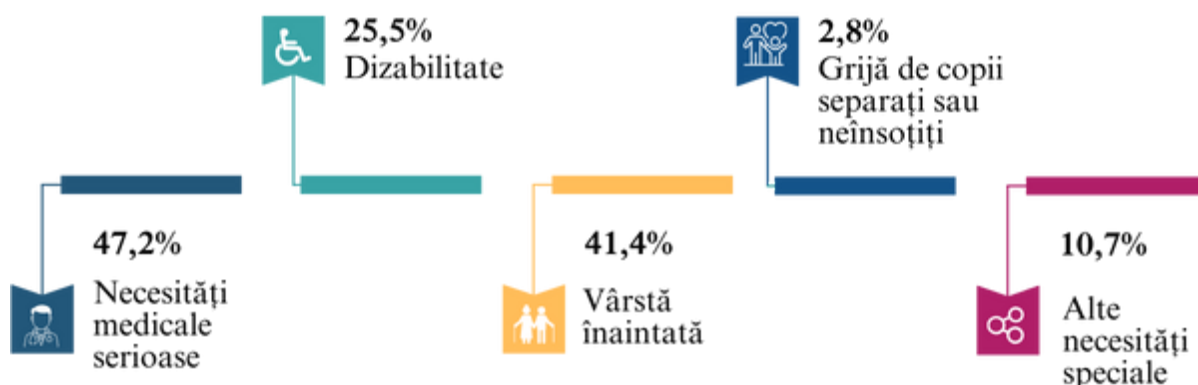 47,2%
Necesități
medicale
serioase
25,5%
Dizabilitate
41,4%
Vârstă
înaintată
2,8%
Grijă de copii
separați sau
neînsoțiți
10,7%
Alte
necesități
speciale